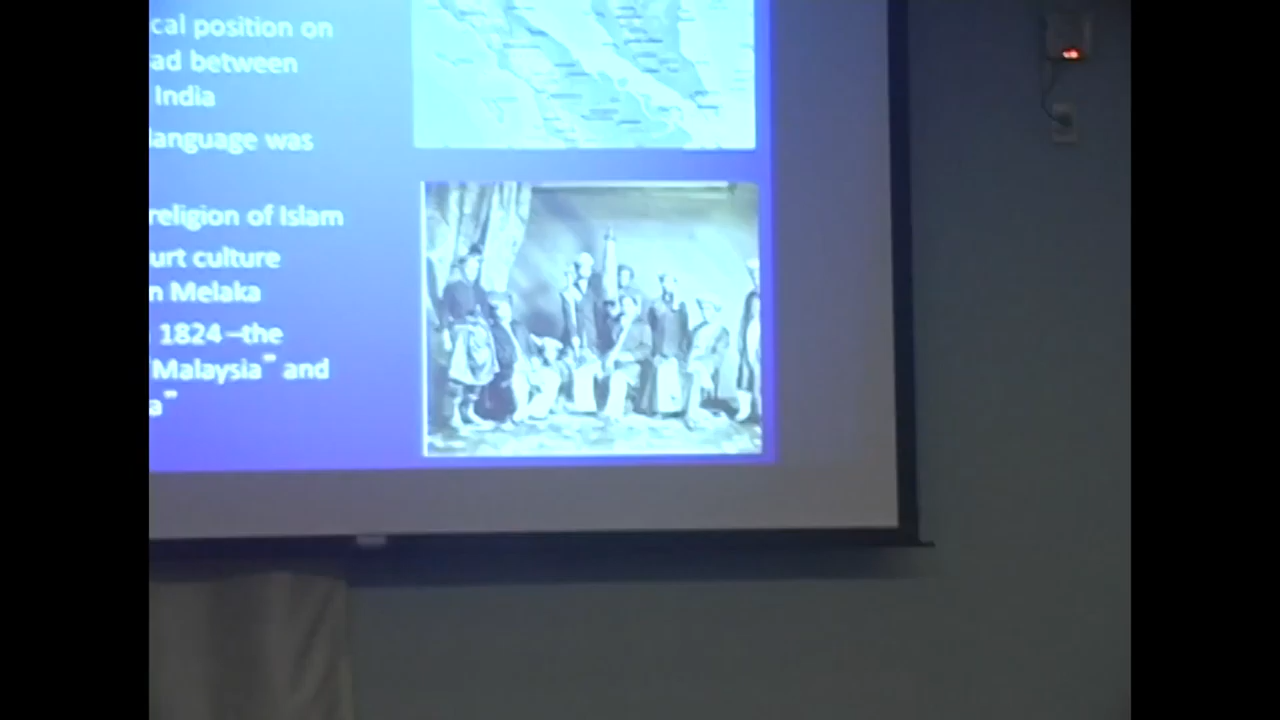 cal position on
ad between
India
language was
religion of Islam
urt culture
n Melaka
1824 –the
Malaysia” and
a”